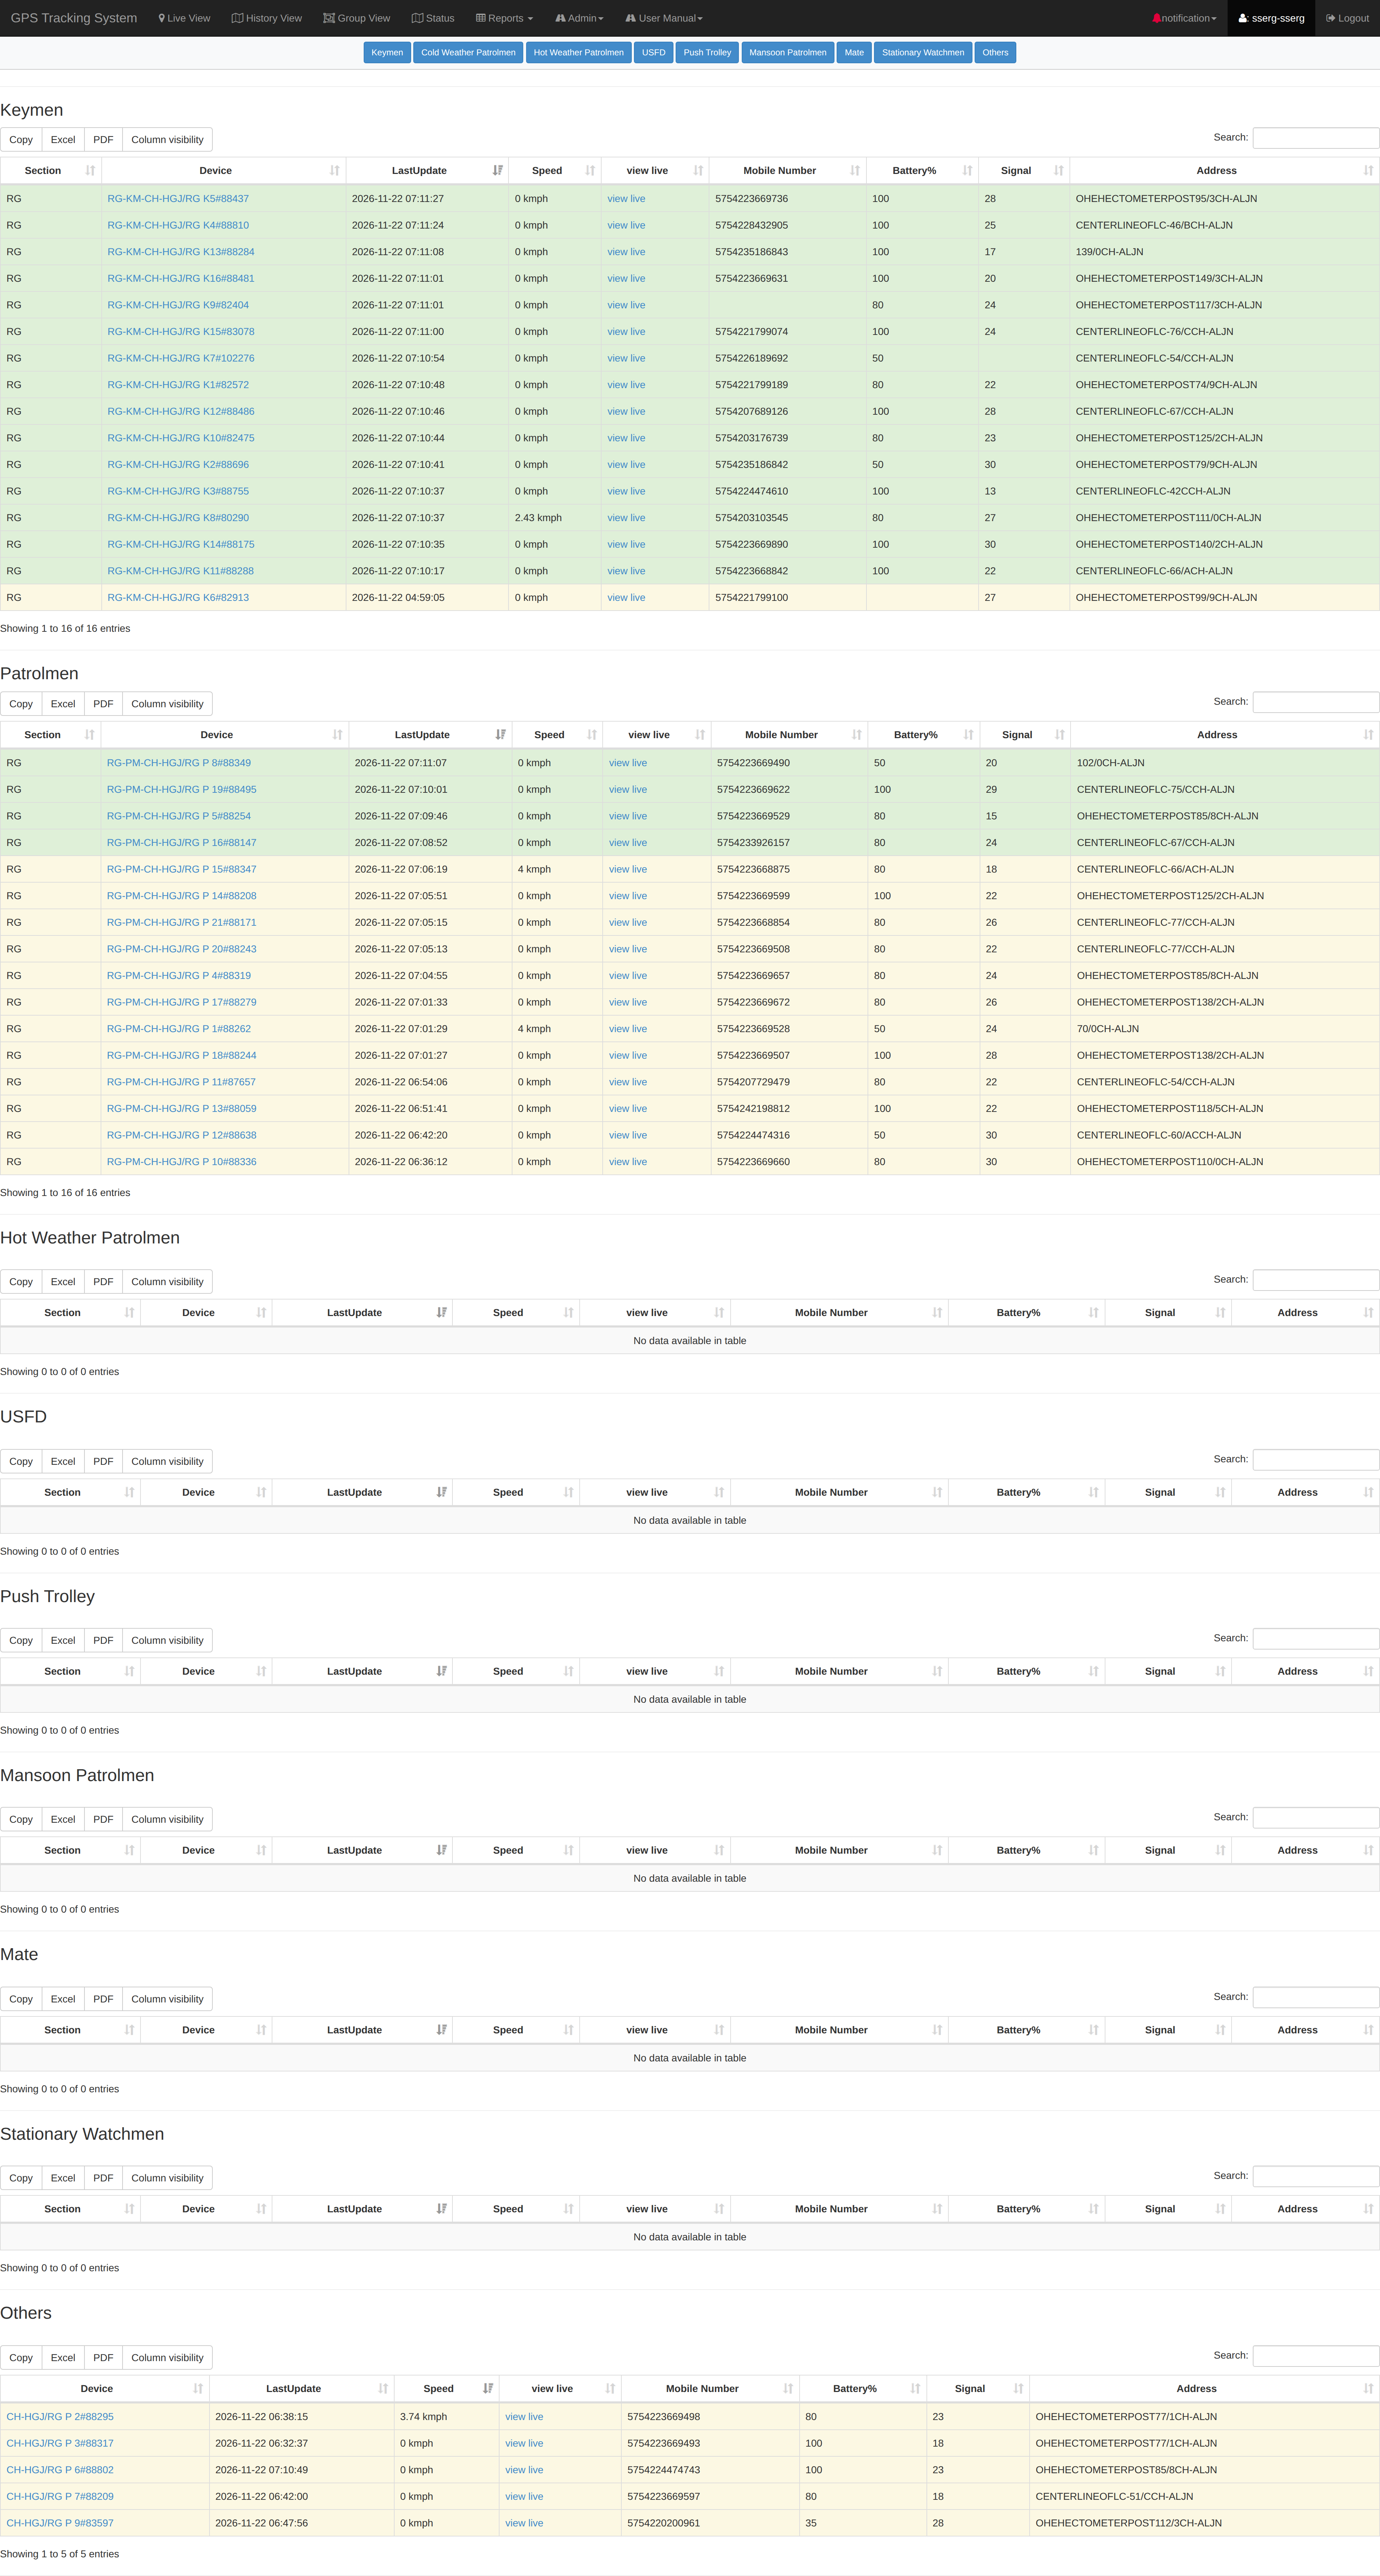 GPS Tracking System Live View History View Group View Status Reports Admin User Manual notification : sserg-sserg Logout
Keymen Cold Weather Patrolmen Hot Weather Patrolmen USFD Push Trolley Mansoon Patrolmen Mate Stationary Watchmen Others
Keymen
Copy Excel PDF Column visibility Search:
Section Device LastUpdate Speed view live Mobile Number Battery% Signal Address
RG RG-KM-CH-HGJ/RG K5#88437 2026-11-22 07:11:27 0 kmph view live 5754223669736 100 28 OHEHECTOMETERPOST95/3CH-ALJN
RG RG-KM-CH-HGJ/RG K4#88810 2026-11-22 07:11:24 0 kmph view live 5754228432905 100 25 CENTERLINEOFLC-46/BCH-ALJN
RG RG-KM-CH-HGJ/RG K13#88284 2026-11-22 07:11:08 0 kmph view live 5754235186843 100 17 139/0CH-ALJN
RG RG-KM-CH-HGJ/RG K16#88481 2026-11-22 07:11:01 0 kmph view live 5754223669631 100 20 OHEHECTOMETERPOST149/3CH-ALJN
RG RG-KM-CH-HGJ/RG K9#82404 2026-11-22 07:11:01 0 kmph view live 80 24 OHEHECTOMETERPOST117/3CH-ALJN
RG RG-KM-CH-HGJ/RG K15#83078 2026-11-22 07:11:00 0 kmph view live 5754221799074 100 24 CENTERLINEOFLC-76/CCH-ALJN
RG RG-KM-CH-HGJ/RG K7#102276 2026-11-22 07:10:54 0 kmph view live 5754226189692 50 CENTERLINEOFLC-54/CCH-ALJN
RG RG-KM-CH-HGJ/RG K1#82572 2026-11-22 07:10:48 0 kmph view live 5754221799189 80 22 OHEHECTOMETERPOST74/9CH-ALJN
RG RG-KM-CH-HGJ/RG K12#88486 2026-11-22 07:10:46 0 kmph view live 5754207689126 100 28 CENTERLINEOFLC-67/CCH-ALJN
RG RG-KM-CH-HGJ/RG K10#82475 2026-11-22 07:10:44 0 kmph view live 5754203176739 80 23 OHEHECTOMETERPOST125/2CH-ALJN
RG RG-KM-CH-HGJ/RG K2#88696 2026-11-22 07:10:41 0 kmph view live 5754235186842 50 30 OHEHECTOMETERPOST79/9CH-ALJN
RG RG-KM-CH-HGJ/RG K3#88755 2026-11-22 07:10:37 0 kmph view live 5754224474610 100 13 CENTERLINEOFLC-42CCH-ALJN
RG RG-KM-CH-HGJ/RG K8#80290 2026-11-22 07:10:37 2.43 kmph view live 5754203103545 80 27 OHEHECTOMETERPOST111/0CH-ALJN
RG RG-KM-CH-HGJ/RG K14#88175 2026-11-22 07:10:35 0 kmph view live 5754223669890 100 30 OHEHECTOMETERPOST140/2CH-ALJN
RG RG-KM-CH-HGJ/RG K11#88288 2026-11-22 07:10:17 0 kmph view live 5754223668842 100 22 CENTERLINEOFLC-66/ACH-ALJN
RG RG-KM-CH-HGJ/RG K6#82913 2026-11-22 04:59:05 0 kmph view live 5754221799100 27 OHEHECTOMETERPOST99/9CH-ALJN
Showing 1 to 16 of 16 entries
Patrolmen
Copy Excel PDF Column visibility Search:
Section Device LastUpdate Speed view live Mobile Number Battery% Signal Address
RG RG-PM-CH-HGJ/RG P 8#88349 2026-11-22 07:11:07 0 kmph view live 5754223669490 50 20 102/0CH-ALJN
RG RG-PM-CH-HGJ/RG P 19#88495 2026-11-22 07:10:01 0 kmph view live 5754223669622 100 29 CENTERLINEOFLC-75/CCH-ALJN
RG RG-PM-CH-HGJ/RG P 5#88254 2026-11-22 07:09:46 0 kmph view live 5754223669529 80 15 OHEHECTOMETERPOST85/8CH-ALJN
RG RG-PM-CH-HGJ/RG P 16#88147 2026-11-22 07:08:52 0 kmph view live 5754233926157 80 24 CENTERLINEOFLC-67/CCH-ALJN
RG RG-PM-CH-HGJ/RG P 15#88347 2026-11-22 07:06:19 4 kmph view live 5754223668875 80 18 CENTERLINEOFLC-66/ACH-ALJN
RG RG-PM-CH-HGJ/RG P 14#88208 2026-11-22 07:05:51 0 kmph view live 5754223669599 100 22 OHEHECTOMETERPOST125/2CH-ALJN
RG RG-PM-CH-HGJ/RG P 21#88171 2026-11-22 07:05:15 0 kmph view live 5754223668854 80 26 CENTERLINEOFLC-77/CCH-ALJN
RG RG-PM-CH-HGJ/RG P 20#88243 2026-11-22 07:05:13 0 kmph view live 5754223669508 80 22 CENTERLINEOFLC-77/CCH-ALJN
RG RG-PM-CH-HGJ/RG P 4#88319 2026-11-22 07:04:55 0 kmph view live 5754223669657 80 24 OHEHECTOMETERPOST85/8CH-ALJN
RG RG-PM-CH-HGJ/RG P 17#88279 2026-11-22 07:01:33 0 kmph view live 5754223669672 80 26 OHEHECTOMETERPOST138/2CH-ALJN
RG RG-PM-CH-HGJ/RG P 1#88262 2026-11-22 07:01:29 4 kmph view live 5754223669528 50 24 70/0CH-ALJN
RG RG-PM-CH-HGJ/RG P 18#88244 2026-11-22 07:01:27 0 kmph view live 5754223669507 100 28 OHEHECTOMETERPOST138/2CH-ALJN
RG RG-PM-CH-HGJ/RG P 11#87657 2026-11-22 06:54:06 0 kmph view live 5754207729479 80 22 CENTERLINEOFLC-54/CCH-ALJN
RG RG-PM-CH-HGJ/RG P 13#88059 2026-11-22 06:51:41 0 kmph view live 5754242198812 100 22 OHEHECTOMETERPOST118/5CH-ALJN
RG RG-PM-CH-HGJ/RG P 12#88638 2026-11-22 06:42:20 0 kmph view live 5754224474316 50 30 CENTERLINEOFLC-60/ACCH-ALJN
RG RG-PM-CH-HGJ/RG P 10#88336 2026-11-22 06:36:12 0 kmph view live 5754223669660 80 30 OHEHECTOMETERPOST110/0CH-ALJN
Showing 1 to 16 of 16 entries
Hot Weather Patrolmen
Copy Excel PDF Column visibility Search:
Section Device LastUpdate Speed view live Mobile Number Battery% Signal Address
No data available in table
Showing 0 to 0 of 0 entries
USFD
Copy Excel PDF Column visibility Search:
Section Device LastUpdate Speed view live Mobile Number Battery% Signal Address
No data available in table
Showing 0 to 0 of 0 entries
Push Trolley
Copy Excel PDF Column visibility Search:
Section Device LastUpdate Speed view live Mobile Number Battery% Signal Address
No data available in table
Showing 0 to 0 of 0 entries
Mansoon Patrolmen
Copy Excel PDF Column visibility Search:
Section Device LastUpdate Speed view live Mobile Number Battery% Signal Address
No data available in table
Showing 0 to 0 of 0 entries
Mate
Copy Excel PDF Column visibility Search:
Section Device LastUpdate Speed view live Mobile Number Battery% Signal Address
No data available in table
Showing 0 to 0 of 0 entries
Stationary Watchmen
Copy Excel PDF Column visibility Search:
Section Device LastUpdate Speed view live Mobile Number Battery% Signal Address
No data available in table
Showing 0 to 0 of 0 entries
Others
Copy Excel PDF Column visibility Search:
Device LastUpdate Speed view live Mobile Number Battery% Signal Address
CH-HGJ/RG P 2#88295 2026-11-22 06:38:15 3.74 kmph view live 5754223669498 80 23 OHEHECTOMETERPOST77/1CH-ALJN
CH-HGJ/RG P 3#88317 2026-11-22 06:32:37 0 kmph view live 5754223669493 100 18 OHEHECTOMETERPOST77/1CH-ALJN
CH-HGJ/RG P 6#88802 2026-11-22 07:10:49 0 kmph view live 5754224474743 100 23 OHEHECTOMETERPOST85/8CH-ALJN
CH-HGJ/RG P 7#88209 2026-11-22 06:42:00 0 kmph view live 5754223669597 80 18 CENTERLINEOFLC-51/CCH-ALJN
CH-HGJ/RG P 9#83597 2026-11-22 06:47:56 0 kmph view live 5754220200961 35 28 OHEHECTOMETERPOST112/3CH-ALJN
Showing 1 to 5 of 5 entries